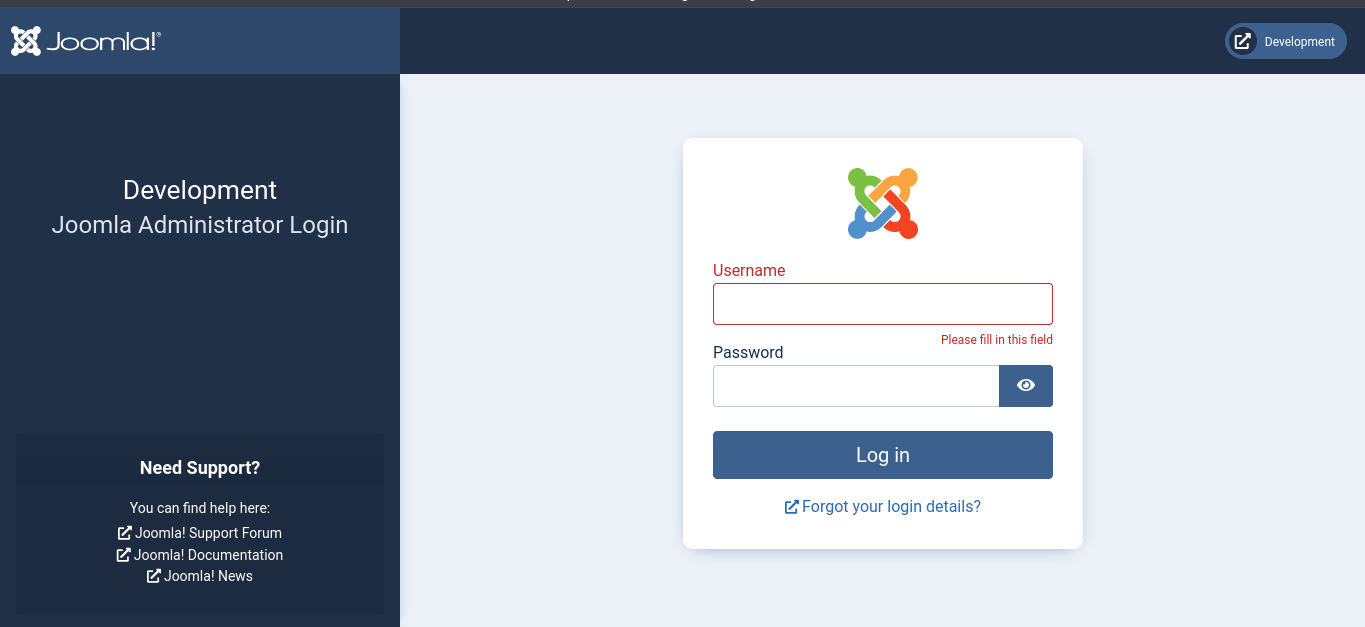 Joomla!®
Development
Development
Joomla Administrator Login
Username
Please fill in this field
Password
Log in
Forgot your login details?
Need Support?
You can find help here:
Joomla! Support Forum
Joomla! Documentation
Joomla! News